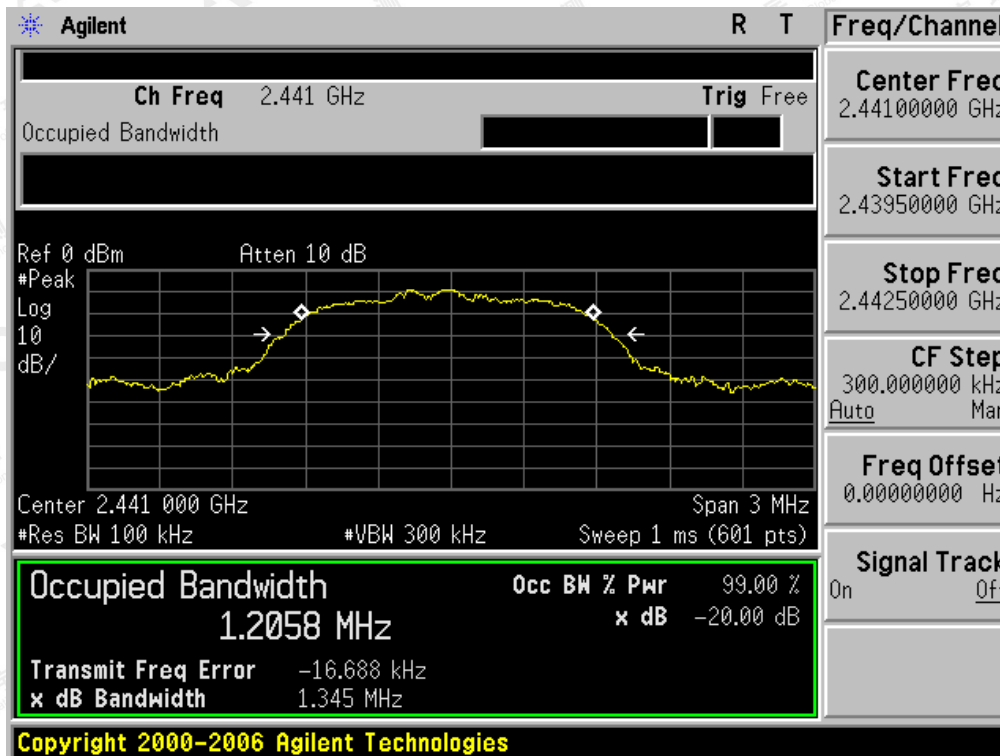 Agilent R T
Ch Freq 2.441 GHz Trig Free
Occupied Bandwidth
Ref 0 dBm Atten 10 dB
#Peak
Log
10
dB/
Center 2.441 000 GHz Span 3 MHz
#Res BW 100 kHz #VBW 300 kHz Sweep 1 ms (601 pts)
Occupied Bandwidth
1.2058 MHz
Occ BW % Pwr 99.00 %
x dB -20.00 dB
Transmit Freq Error -16.688 kHz
x dB Bandwidth 1.345 MHz
Copyright 2000-2006 Agilent Technologies
Freq/Channel
Center Freq
2.44100000 GHz
Start Freq
2.43950000 GHz
Stop Freq
2.44250000 GHz
CF Step
300.000000 kHz
Auto Man
Freq Offset
0.00000000 Hz
Signal Track
On Off